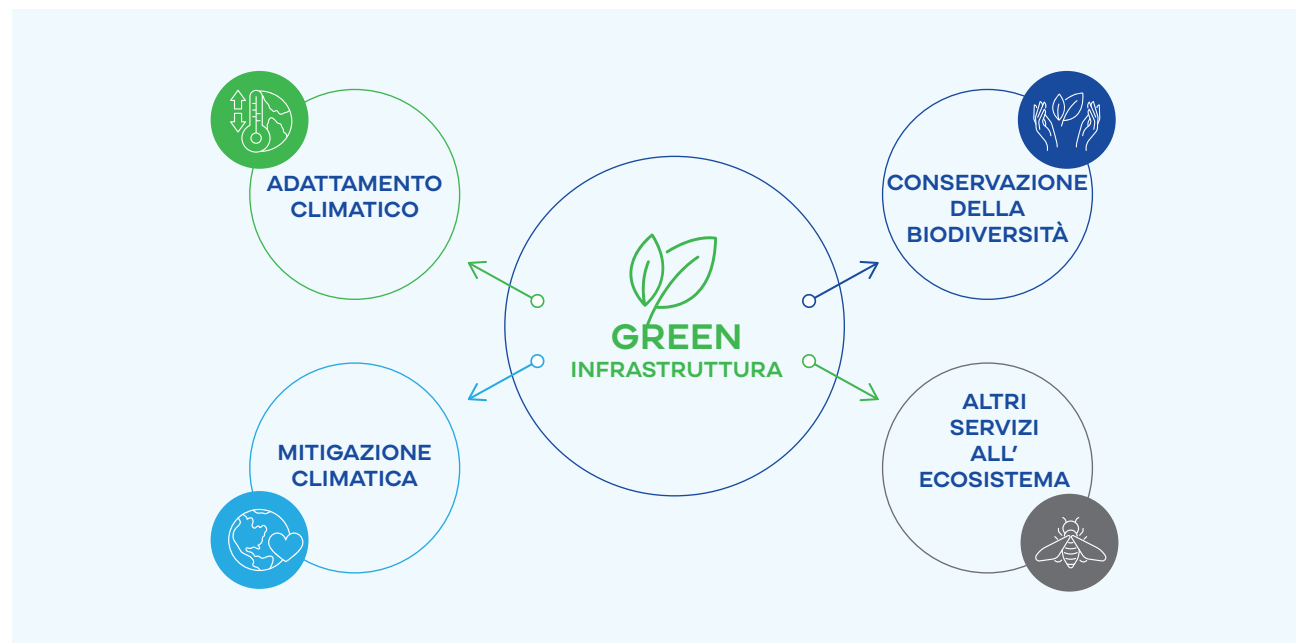 ADATTAMENTO
CLIMATICO
CONSERVAZIONE
DELLA
BIODIVERSITÀ
GREEN
INFRASTRUTTURA
MITIGAZIONE
CLIMATICA
ALTRI
SERVIZI
ALL'
ECOSISTEMA